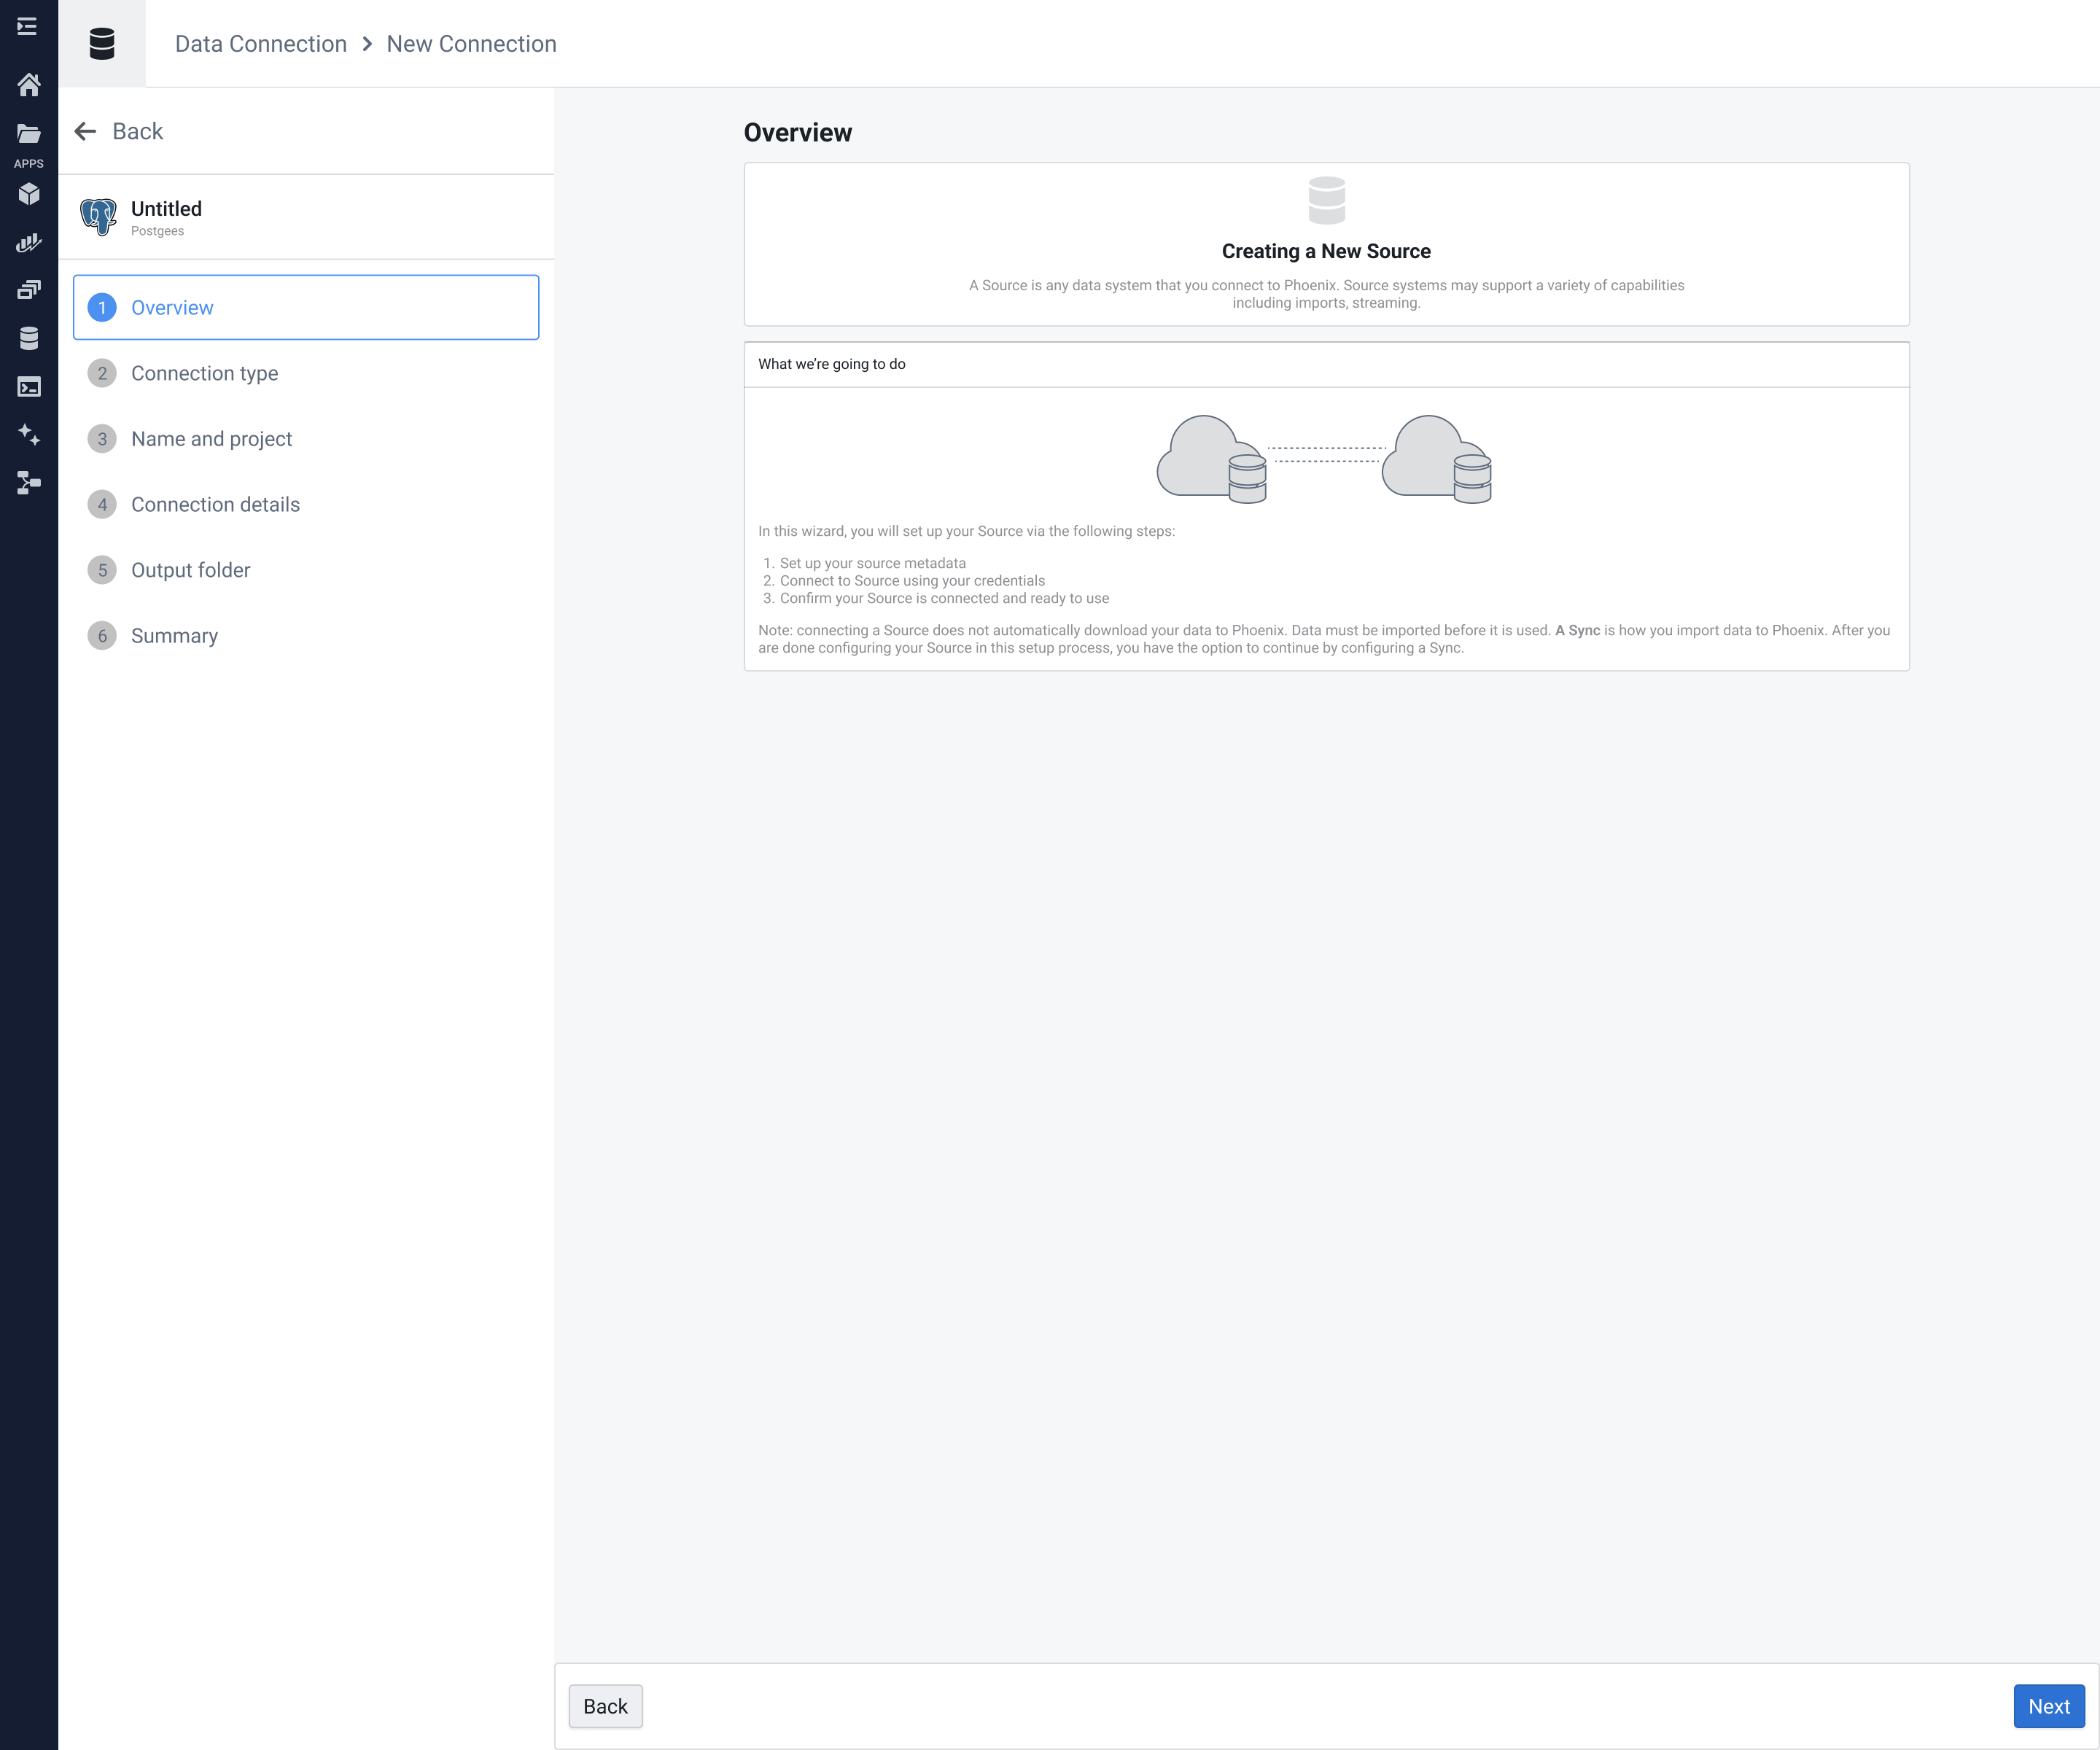 Data Connection > New Connection
APPS
Back
Untitled
Postgees
1 Overview
2 Connection type
3 Name and project
4 Connection details
5 Output folder
6 Summary
Overview
Creating a New Source
A Source is any data system that you connect to Phoenix. Source systems may support a variety of capabilities
including imports, streaming.
What we're going to do
In this wizard, you will set up your Source via the following steps:
1. Set up your source metadata
2. Connect to Source using your credentials
3. Confirm your Source is connected and ready to use
Note: connecting a Source does not automatically download your data to Phoenix. Data must be imported before it is used. A Sync is how you import data to Phoenix. After you
are done configuring your Source in this setup process, you have the option to continue by configuring a Sync.
Back
Next